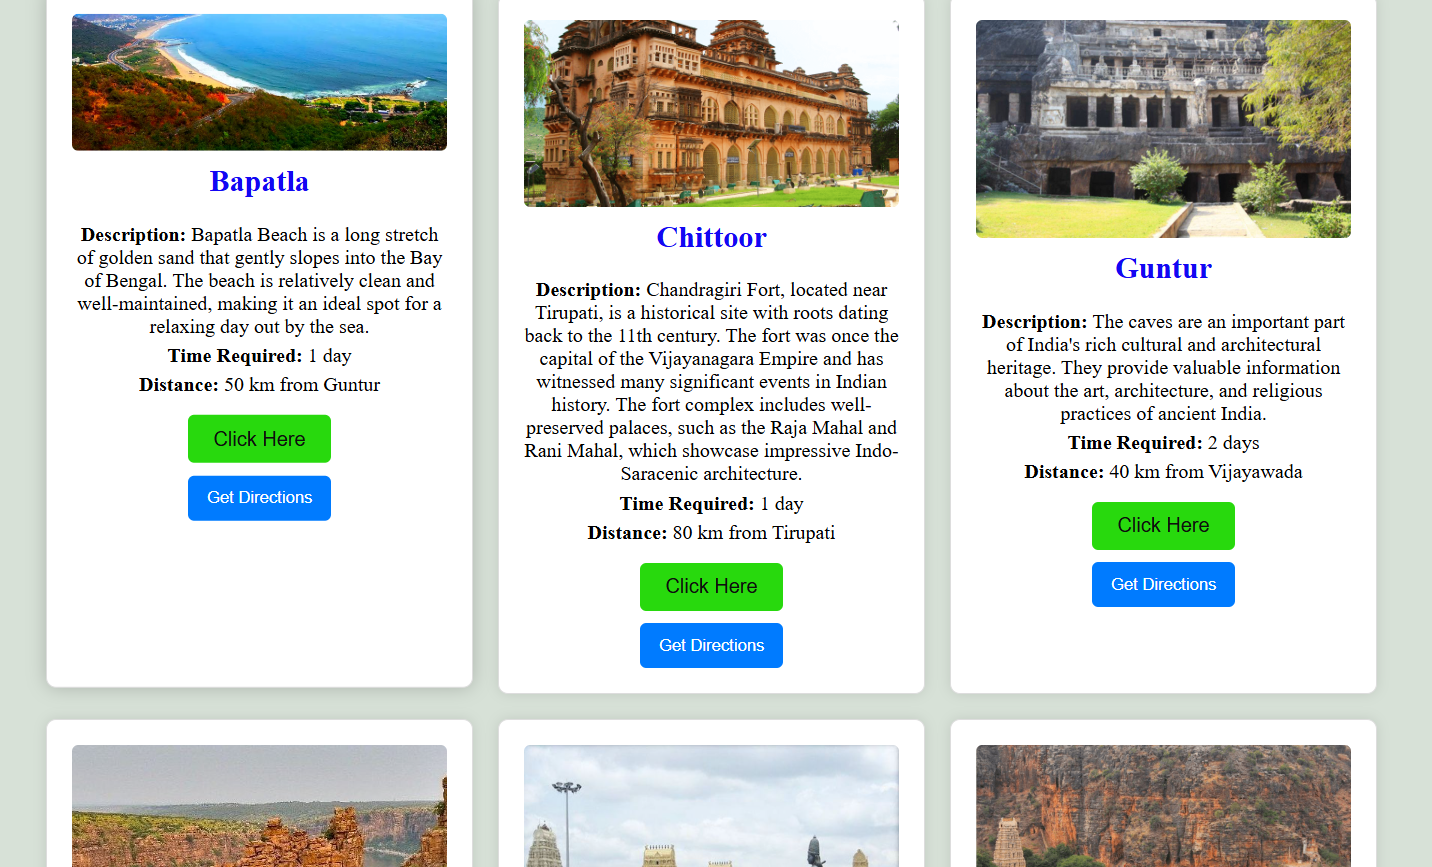 Bapatla
Description: Bapatla Beach is a long stretch
of golden sand that gently slopes into the Bay
of Bengal. The beach is relatively clean and
well-maintained, making it an ideal spot for a
relaxing day out by the sea.
Time Required: 1 day
Distance: 50 km from Guntur
Click Here
Get Directions
Chittoor
Description: Chandragiri Fort, located near
Tirupati, is a historical site with roots dating
back to the 11th century. The fort was once the
capital of the Vijayanagara Empire and has
witnessed many significant events in Indian
history. The fort complex includes well-
preserved palaces, such as the Raja Mahal and
Rani Mahal, which showcase impressive Indo-
Saracenic architecture.
Time Required: 1 day
Distance: 80 km from Tirupati
Click Here
Get Directions
Guntur
Description: The caves are an important part
of India's rich cultural and architectural
heritage. They provide valuable information
about the art, architecture, and religious
practices of ancient India.
Time Required: 2 days
Distance: 40 km from Vijayawada
Click Here
Get Directions